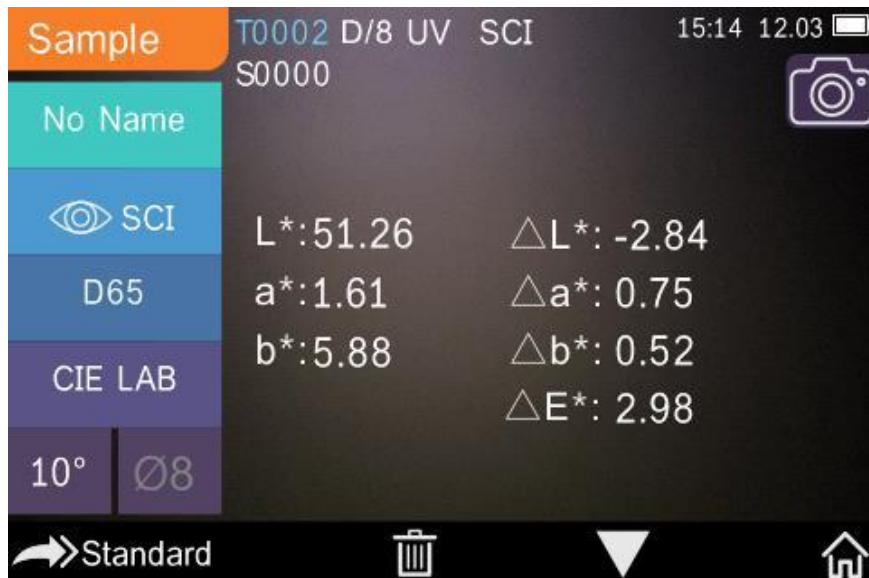 Sample
T0002 D/8 UV SCI
15:14 12.03
S0000
No Name
SCI
D65
CIE LAB
10° Ø8
L*:51.26
a*:1.61
b*:5.88
△L*: -2.84
△a*: 0.75
△b*: 0.52
△E*: 2.98
Standard